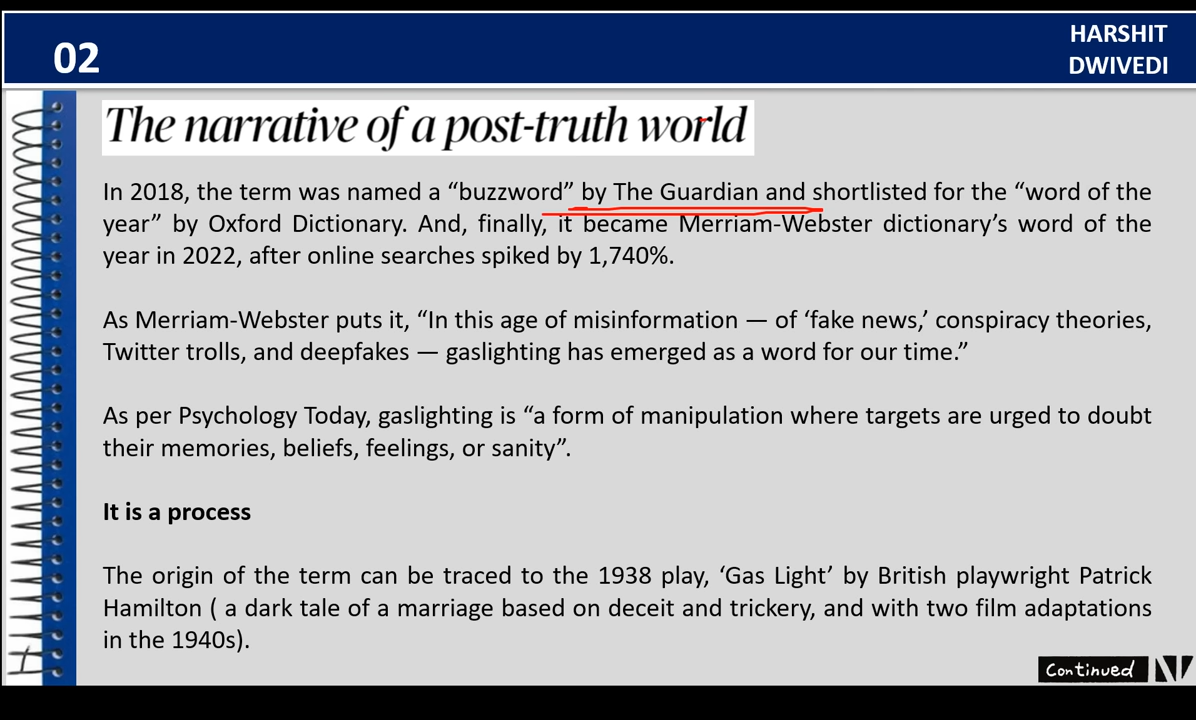 02
HARSHIT
DWIVEDI
The narrative of a post-truth world
In 2018, the term was named a “buzzword” by The Guardian and shortlisted for the “word of the
year” by Oxford Dictionary. And, finally, it became Merriam-Webster dictionary’s word of the
year in 2022, after online searches spiked by 1,740%.
As Merriam-Webster puts it, “In this age of misinformation — of ‘fake news,’ conspiracy theories,
Twitter trolls, and deepfakes — gaslighting has emerged as a word for our time.”
As per Psychology Today, gaslighting is “a form of manipulation where targets are urged to doubt
their memories, beliefs, feelings, or sanity”.
It is a process
The origin of the term can be traced to the 1938 play, ‘Gas Light’ by British playwright Patrick
Hamilton ( a dark tale of a marriage based on deceit and trickery, and with two film adaptations
in the 1940s).
Continued